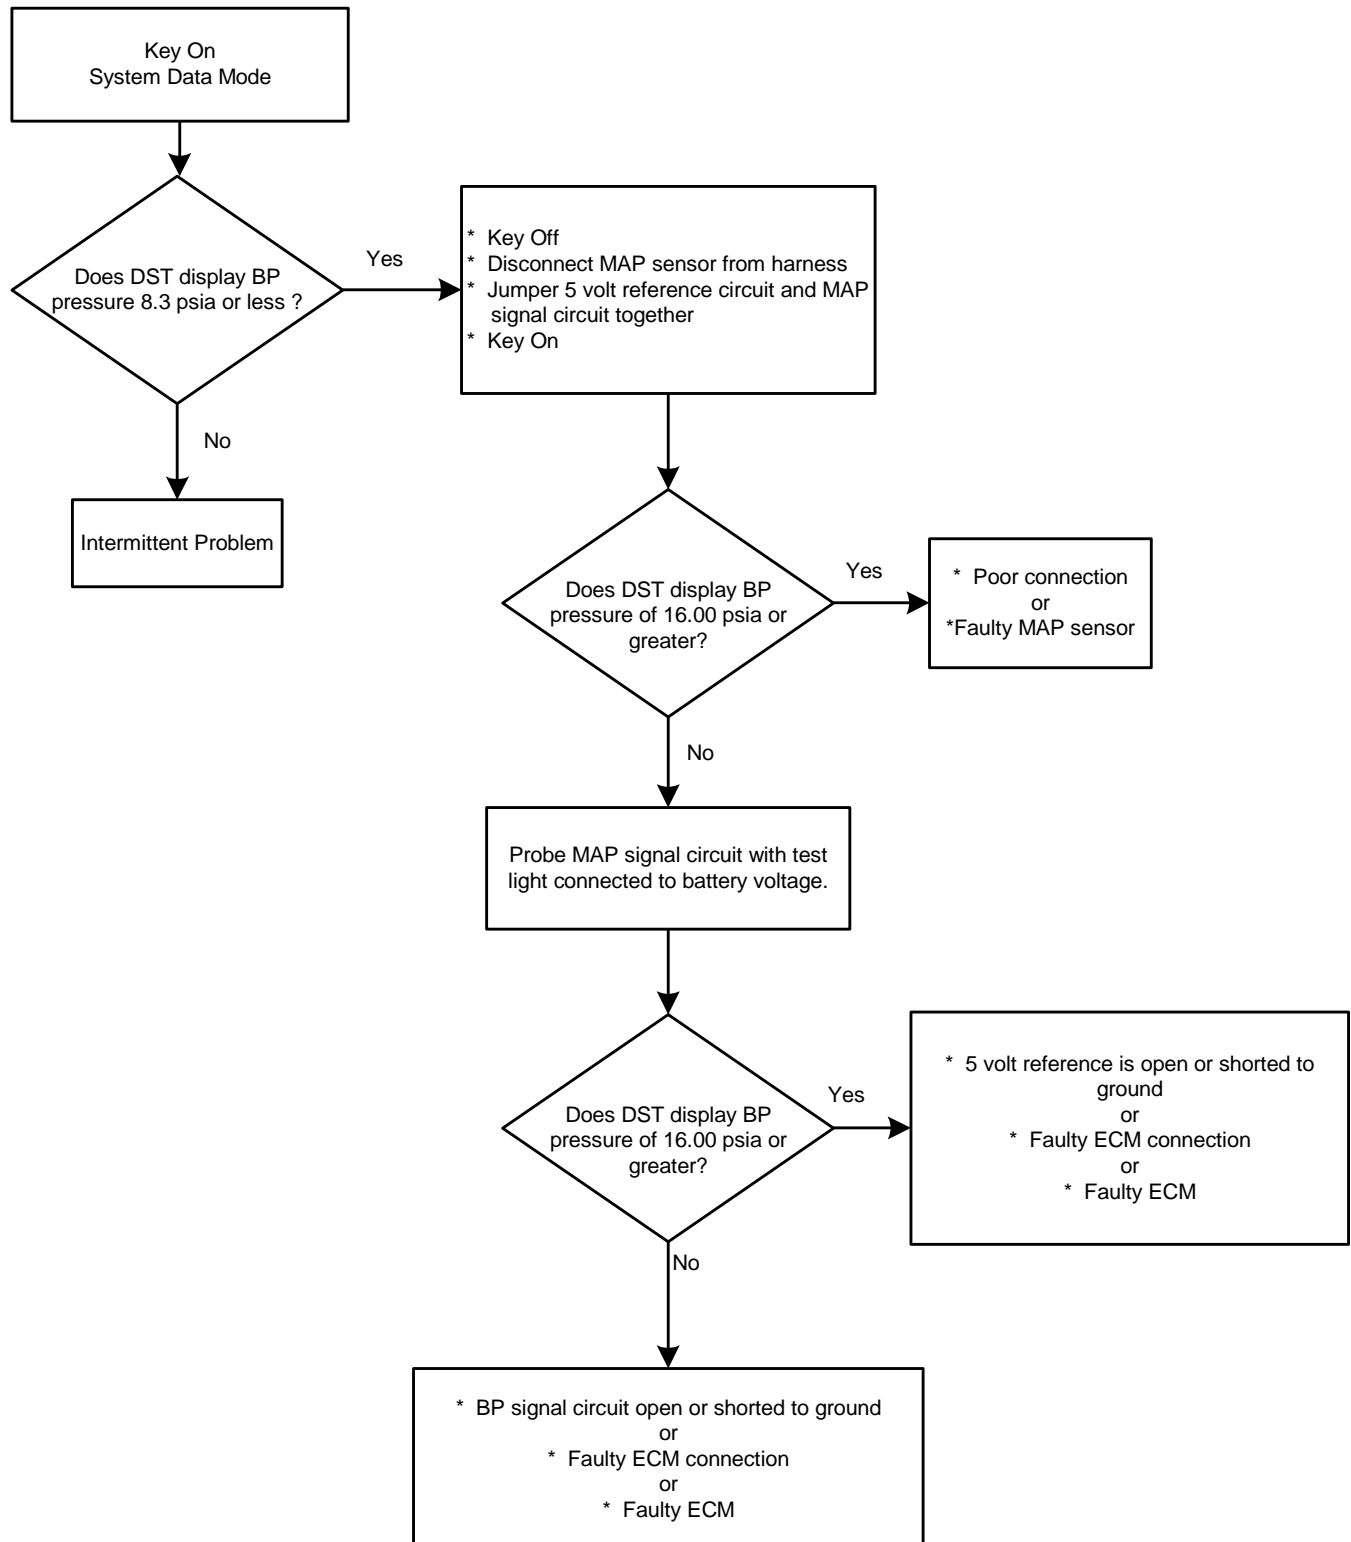 Key On
System Data Mode
Does DST display BP
pressure 8.3 psia or less ?
Yes
* Key Off
* Disconnect MAP sensor from harness
* Jumper 5 volt reference circuit and MAP
signal circuit together
* Key On
No
Intermittent Problem
Does DST display BP
pressure of 16.00 psia or
greater?
Yes
* Poor connection
or
*Faulty MAP sensor
No
Probe MAP signal circuit with test
light connected to battery voltage.
Does DST display BP
pressure of 16.00 psia or
greater?
Yes
* 5 volt reference is open or shorted to
ground
or
* Faulty ECM connection
or
* Faulty ECM
No
* BP signal circuit open or shorted to ground
or
* Faulty ECM connection
or
* Faulty ECM